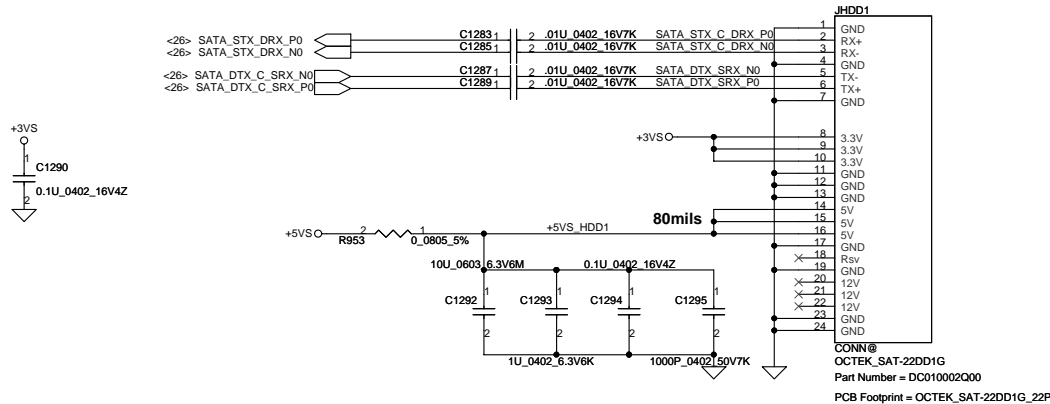 JHDD1
1 GND
<26> SATA_STX_DRX_P0 C1283 1 2 .01U_0402_16V7K SATA_STX_C_DRX_P0 2 RX+
<26> SATA_STX_DRX_N0 C1285 1 2 .01U_0402_16V7K SATA_STX_C_DRX_N0 3 RX-
4 GND
<26> SATA_DTX_C_SRX_N0 C1287 1 2 .01U_0402_16V7K SATA_DTX_SRX_N0 5 TX-
<26> SATA_DTX_C_SRX_P0 C1289 1 2 .01U_0402_16V7K SATA_DTX_SRX_P0 6 TX+
7 GND
+3VS
1
C1290
0.1U_0402_16V4Z
2
+3VS 8 3.3V
9 3.3V
10 3.3V
11 GND
12 GND
13 GND
14 5V
80mils 15 5V
+5VS 2 1 +5VS_HDD1 16 5V
R953 0_0805_5%
17 GND
18 Rsv
19 GND
20 12V
21 12V
22 12V
23 GND
24 GND
10U_0603_6.3V6M 0.1U_0402_16V4Z
1 1 1 1
C1292 C1293 C1294 C1295
2 2 2 2
1U_0402_6.3V6K 1000P_0402_50V7K
CONN@
OCTEK_SAT-22DD1G
Part Number = DC010002Q00
PCB Footprint = OCTEK_SAT-22DD1G_22P